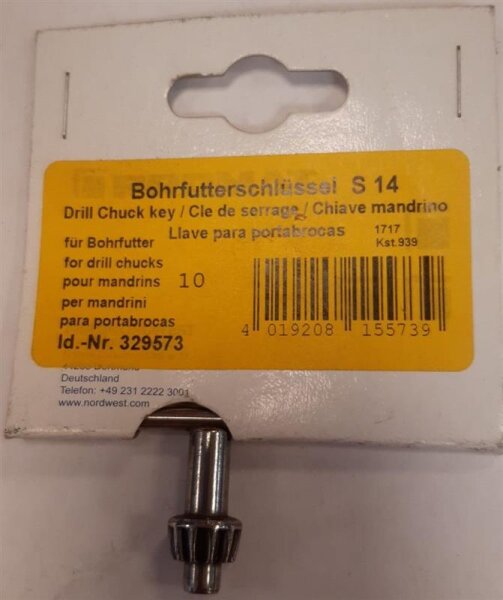 Bohrfutterschlüssel S 14
Drill Chuck key / Cle de serrage / Chiave mandrino
Llave para portabrocas
1717
Kst.939
für Bohrfutter
for drill chucks
pour mandrins 10
per mandrini
para portabrocas
Id.-Nr. 329573
4 019208 155739
Deutschland
Telefon: +49 231 2222 3001
www.nordwest.com